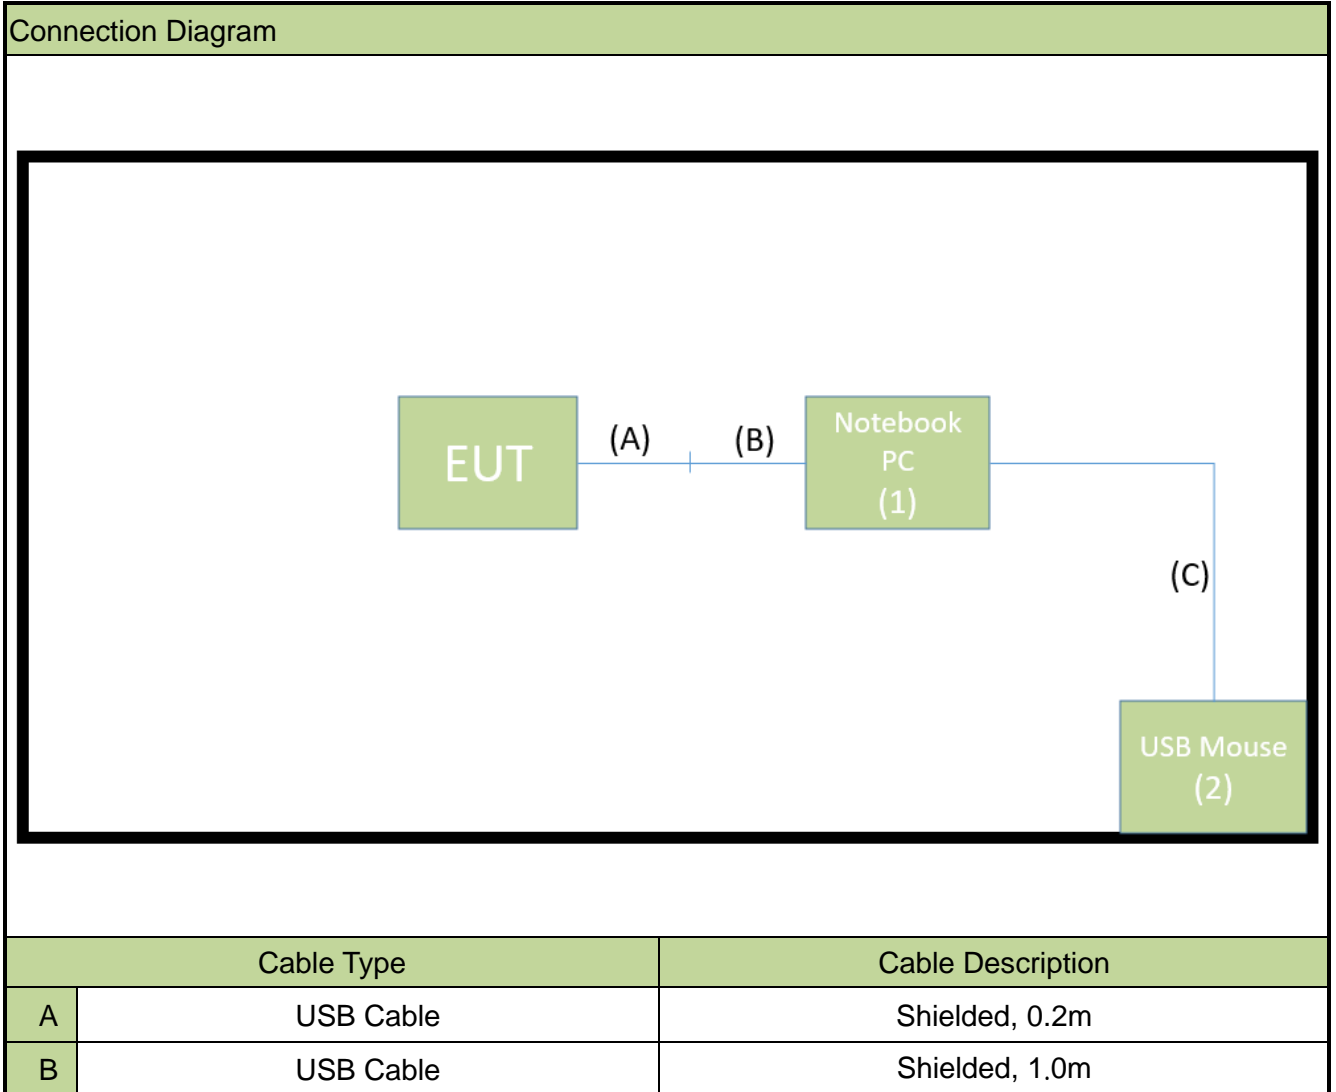 Connection Diagram
EUT
(A)
(B)
Notebook
PC
(1)
(C)
USB Mouse
(2)
Cable Type Cable Description
A USB Cable Shielded, 0.2m
B USB Cable Shielded, 1.0m